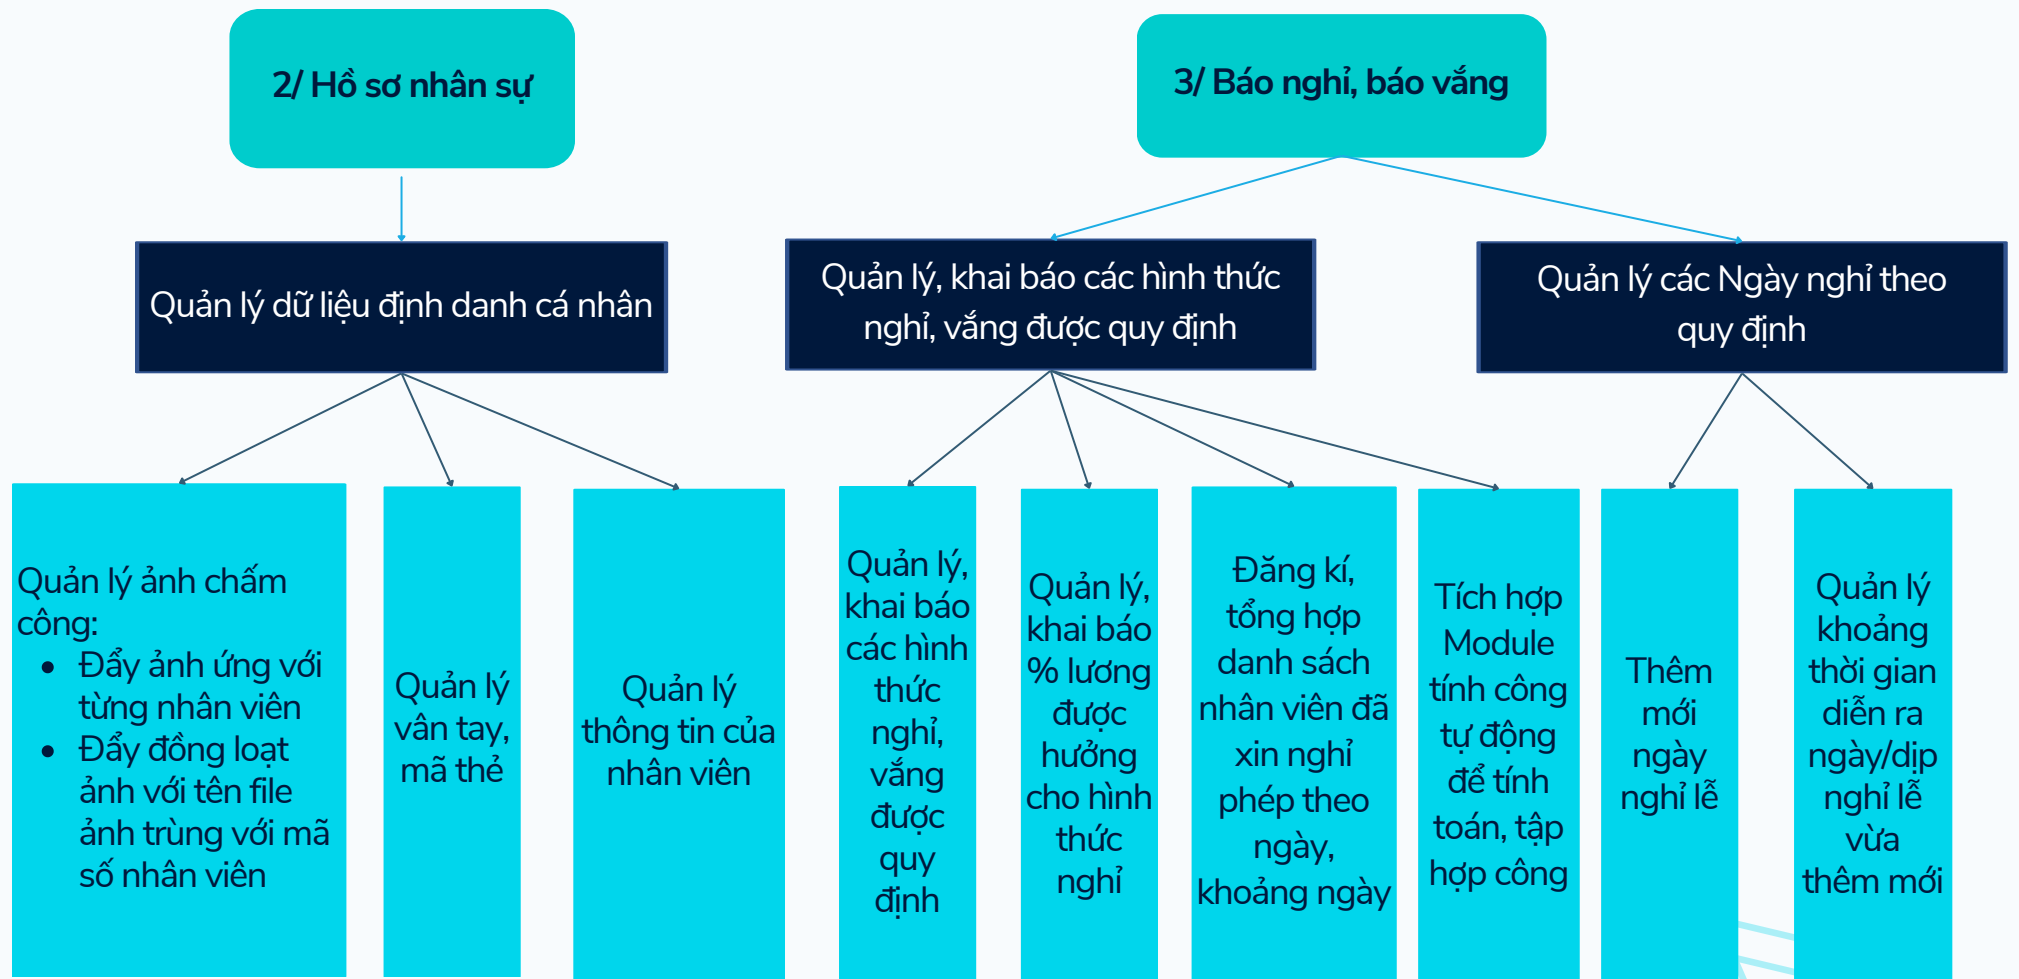 2/ Hồ sơ nhân sự
3/ Báo nghỉ, báo vắng
Quản lý dữ liệu định danh cá nhân
Quản lý, khai báo các hình thức
nghỉ, vắng được quy định
Quản lý các Ngày nghỉ theo
quy định
Quản lý ảnh chấm
công:
• Đẩy ảnh ứng với
từng nhân viên
• Đẩy đồng loạt
ảnh với tên file
ảnh trùng với mã
số nhân viên
Quản lý
vân tay,
mã thẻ
Quản lý
thông tin của
nhân viên
Quản lý,
khai báo
các hình
thức
nghỉ,
vắng
được
quy
định
Quản lý,
khai báo
% lương
được
hưởng
cho hình
thức
nghỉ
Đăng kí,
tổng hợp
danh sách
nhân viên đã
xin nghỉ
phép theo
ngày,
khoảng ngày
Tích hợp
Module
tính công
tự động
để tính
toán, tập
hợp công
Thêm
mới
ngày
nghỉ lễ
Quản lý
khoảng
thời gian
diễn ra
ngày/dịp
nghỉ lễ
vừa
thêm mới